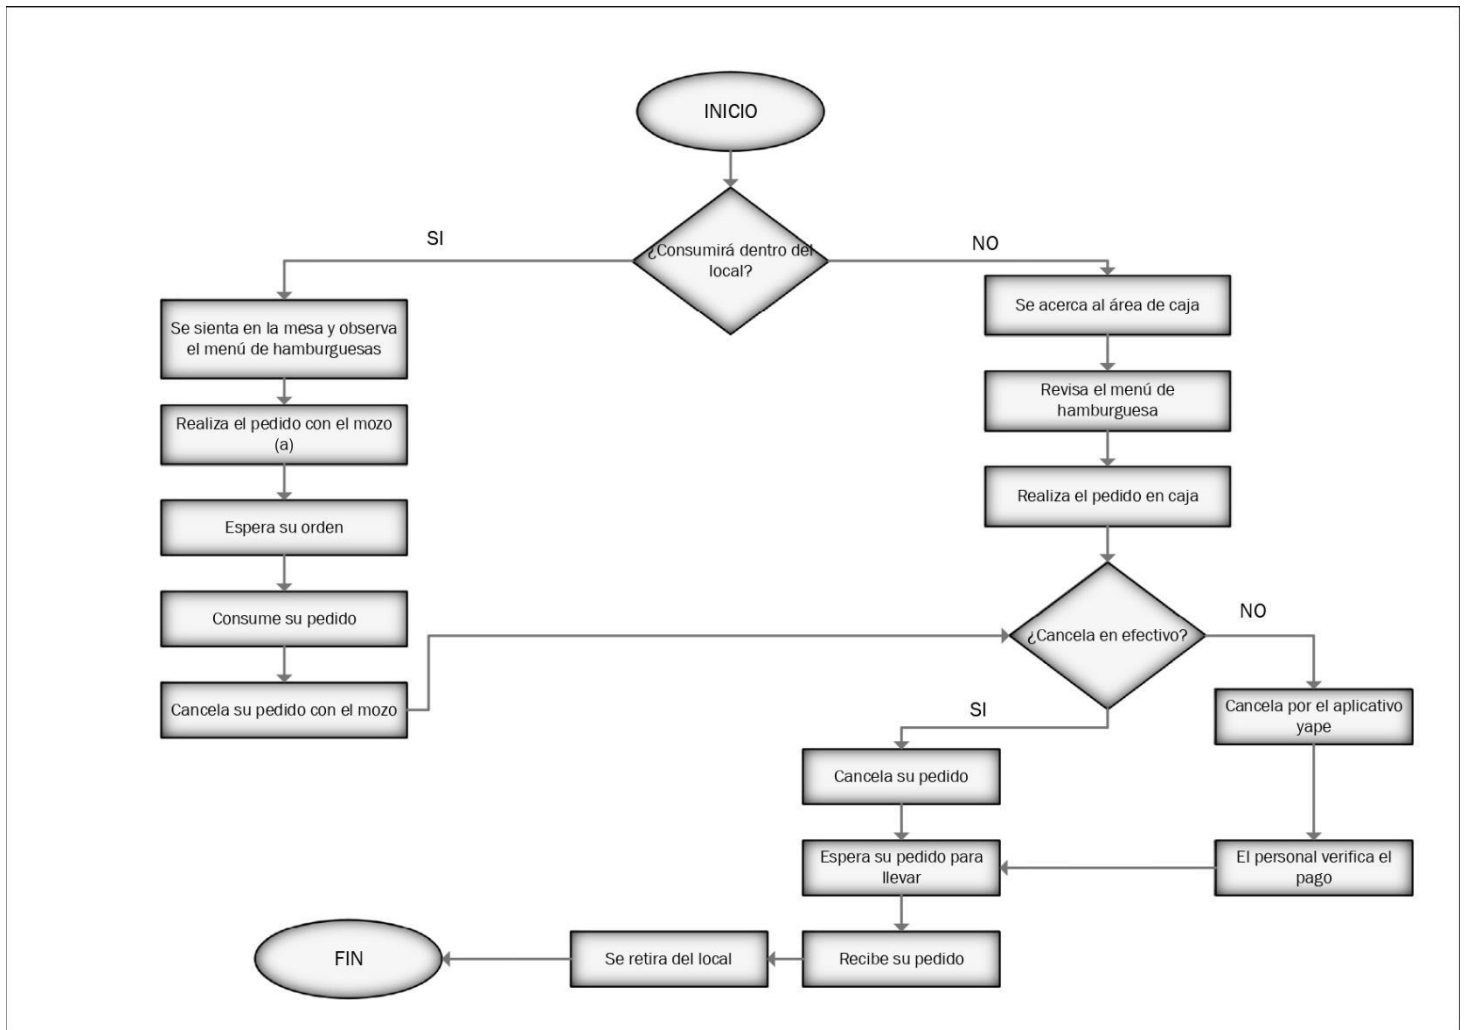 INICIO
¿Consumirá dentro del
local?
SI
NO
Se sienta en la mesa y observa
el menú de hamburguesas
Realiza el pedido con el mozo
(a)
Espera su orden
Consume su pedido
Cancela su pedido con el mozo
Se acerca al área de caja
Revisa el menú de
hamburguesa
Realiza el pedido en caja
¿Cancela en efectivo?
NO
SI
Cancela por el aplicativo
yape
Cancela su pedido
El personal verifica el
pago
Espera su pedido para
llevar
Recibe su pedido
Se retira del local
FIN